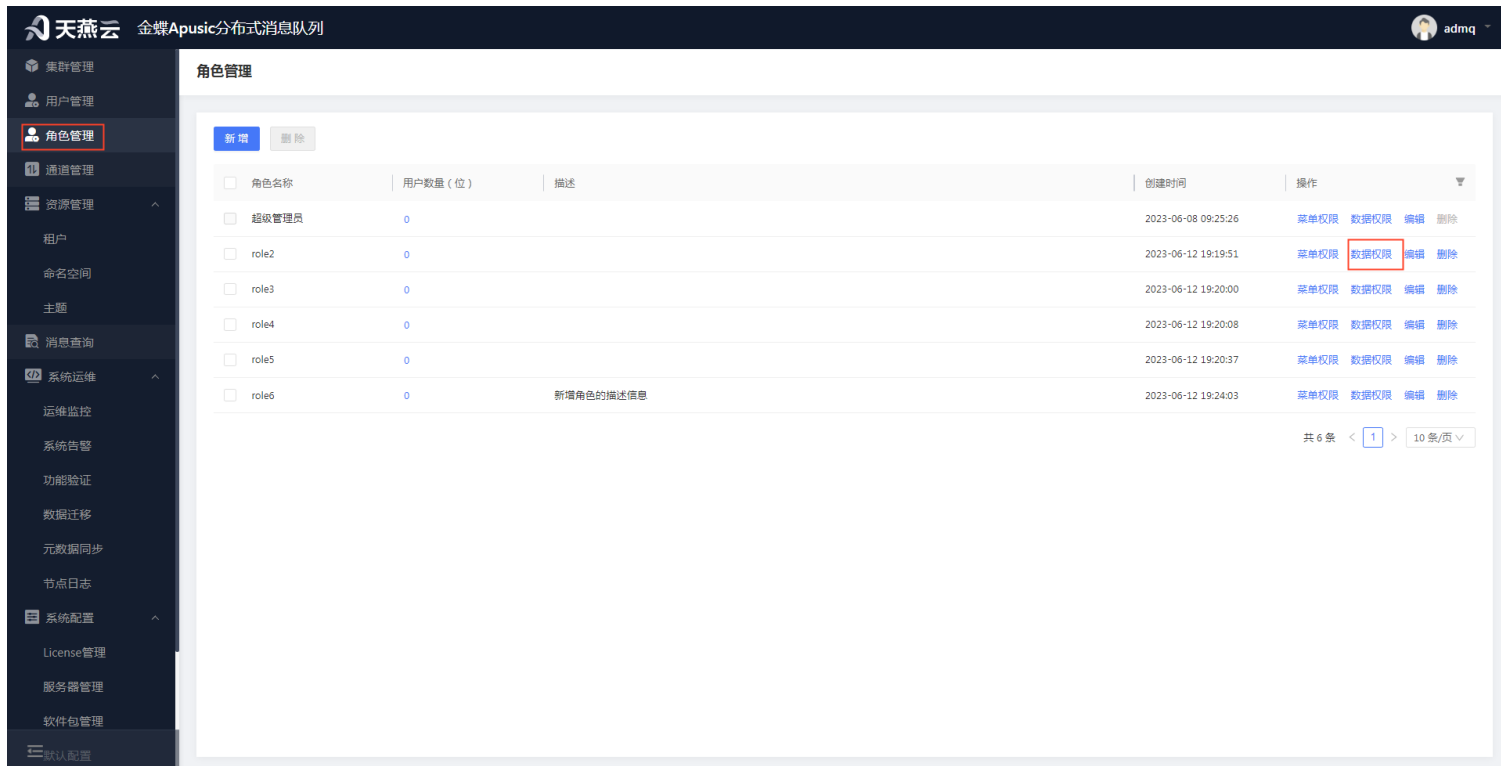 天燕云 金蝶Apusic分布式消息队列 admq
集群管理
用户管理
角色管理
通道管理
资源管理
租户
命名空间
主题
消息查询
系统运维
运维监控
系统告警
功能验证
数据迁移
元数据同步
节点日志
系统配置
License管理
服务器管理
软件包管理
默认配置
角色管理
新 增 删 除
角色名称 用户数量（位） 描述 创建时间 操作
超级管理员 0 2023-06-08 09:25:26 菜单权限 数据权限 编辑 删除
role2 0 2023-06-12 19:19:51 菜单权限 数据权限 编辑 删除
role3 0 2023-06-12 19:20:00 菜单权限 数据权限 编辑 删除
role4 0 2023-06-12 19:20:08 菜单权限 数据权限 编辑 删除
role5 0 2023-06-12 19:20:37 菜单权限 数据权限 编辑 删除
role6 0 新增角色的描述信息 2023-06-12 19:24:03 菜单权限 数据权限 编辑 删除
共 6 条 < 1 > 10 条/页